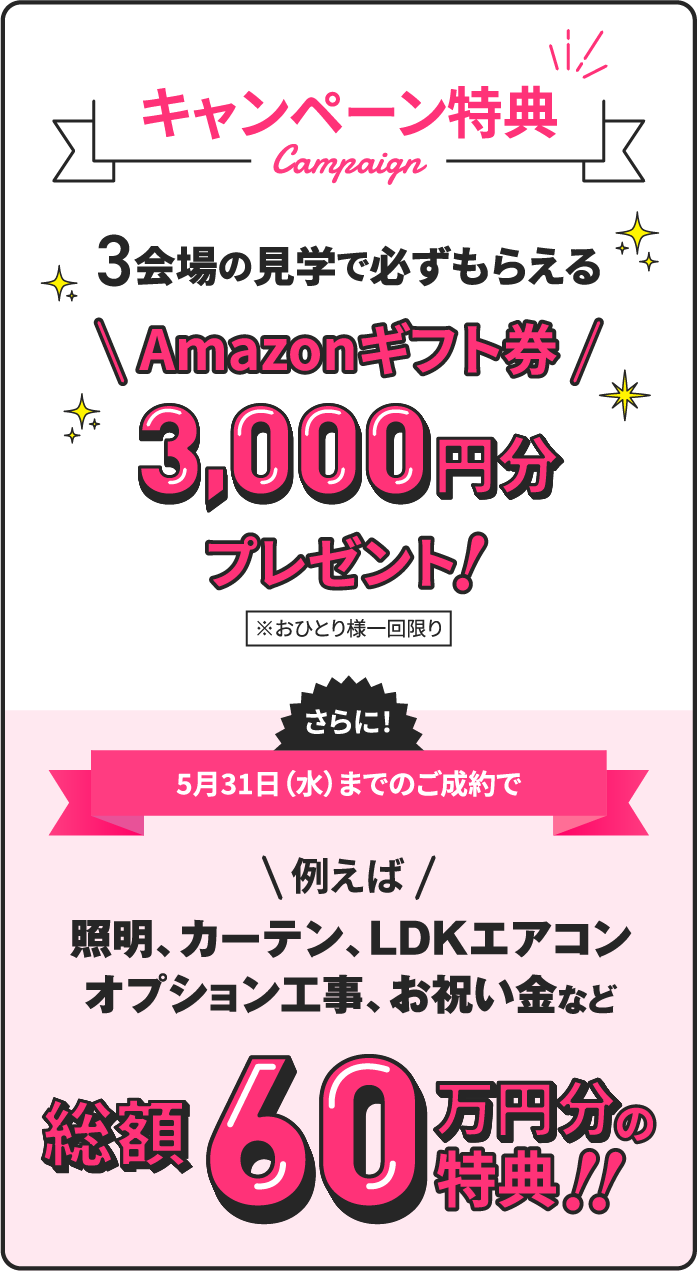 キャンペーン特典
Campaign
3会場の見学で必ずもらえる
\ Amazonギフト券 /
3,000円分
プレゼント!
※おひとり様一回限り
さらに!
5月31日(水)までのご成約で
\ 例えば /
照明、カーテン、LDKエアコン
オプション工事、お祝い金など
総額60万円分の
特典!!